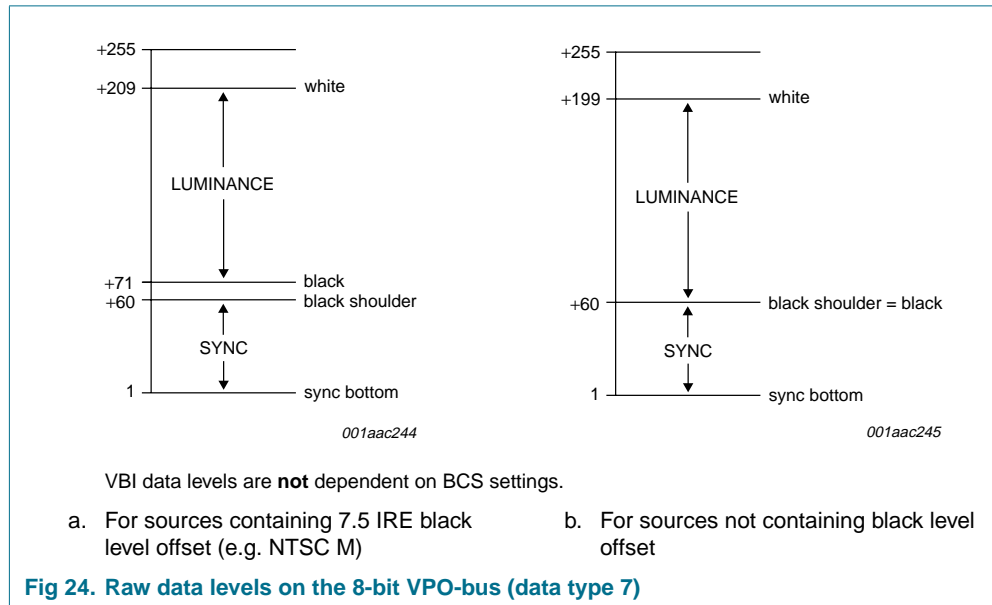 +255
+209
white
LUMINANCE
+71
black
+60
black shoulder
SYNC
1
sync bottom
001aac244
+255
+199
white
LUMINANCE
+60
black shoulder = black
SYNC
1
sync bottom
001aac245
VBI data levels are not dependent on BCS settings.
a. For sources containing 7.5 IRE black
level offset (e.g. NTSC M)
b. For sources not containing black level
offset
Fig 24. Raw data levels on the 8-bit VPO-bus (data type 7)